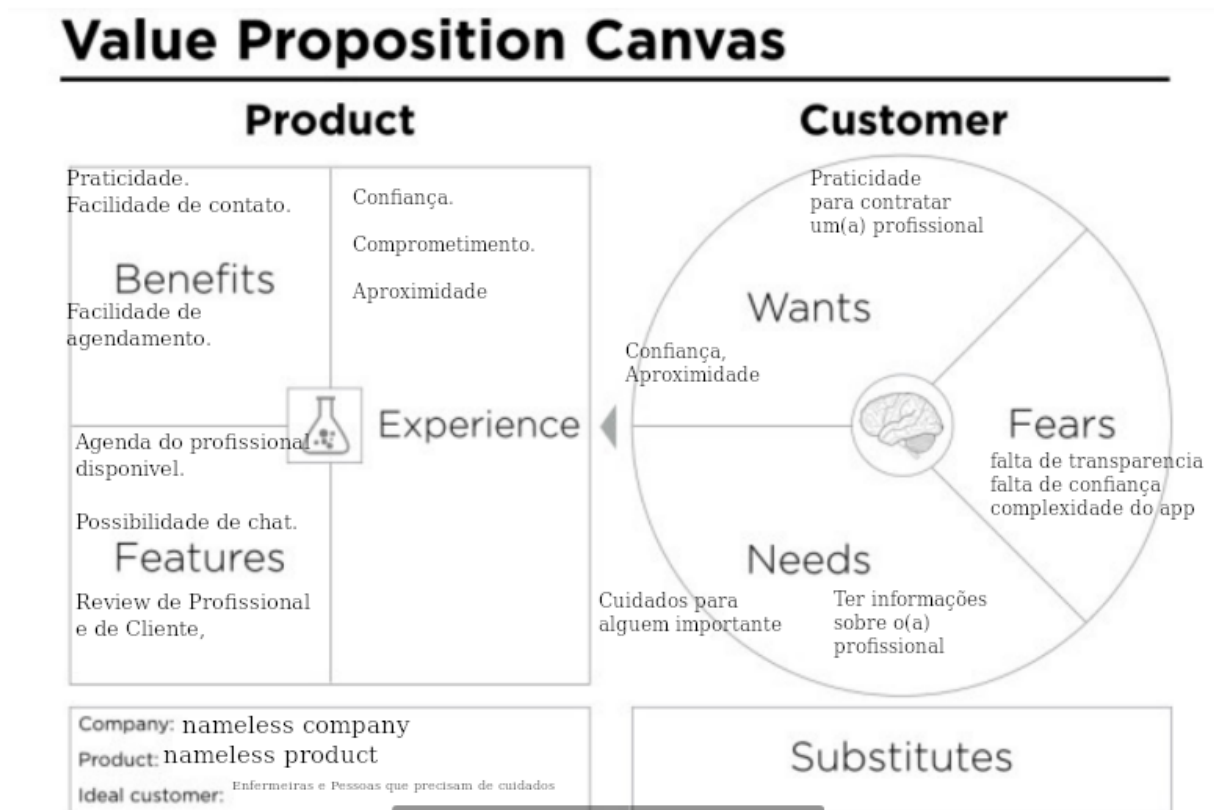 Value Proposition Canvas
Product
Customer
Praticidade.
Facilidade de contato.
Benefits
Facilidade de
agendamento.
Confiança.
Comprometimento.
Aproximidade
Experience
Agenda do profissional
disponivel.
Possibilidade de chat.
Features
Review de Profissional
e de Cliente,
Praticidade
para contratar
um(a) profissional
Wants
Confiança,
Aproximidade
Fears
falta de transparencia
falta de confiança
complexidade do app
Needs
Cuidados para
alguem importante
Ter informações
sobre o(a)
profissional
Company: nameless company
Product: nameless product
Ideal customer: Enfermeiras e Pessoas que precisam de cuidados
Substitutes